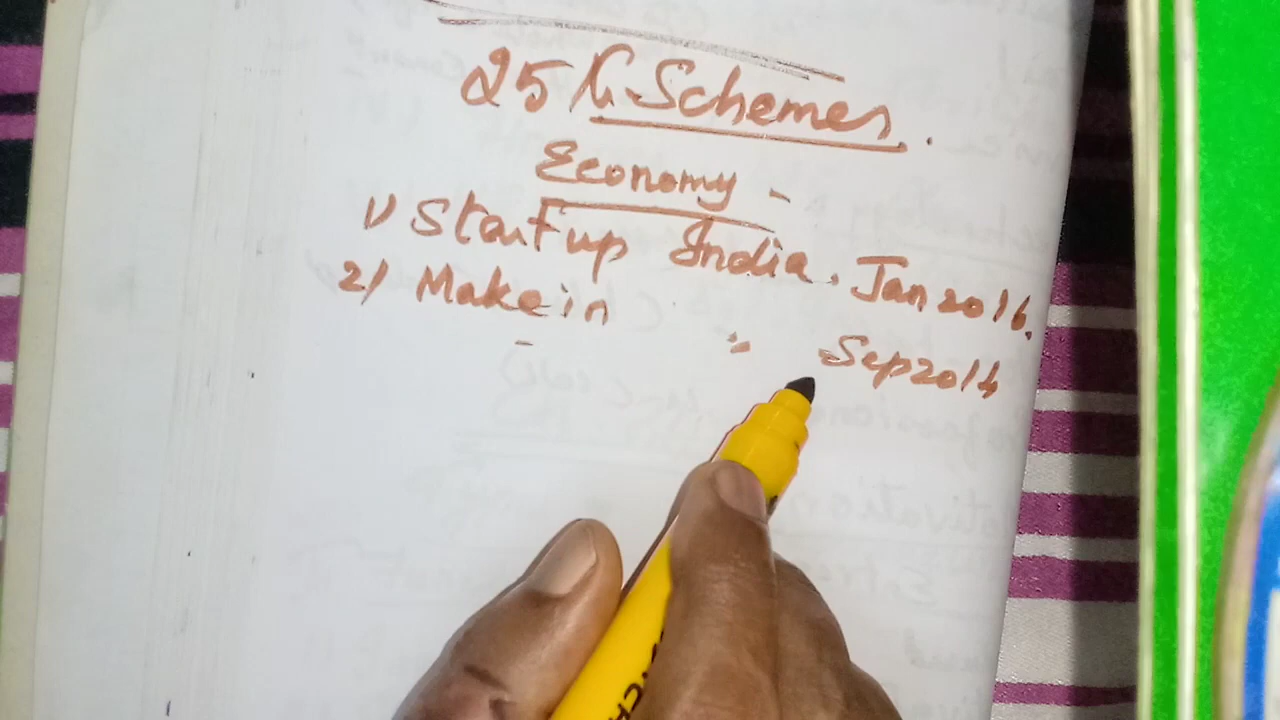 25 G. Schemes.
Economy -
1) Startup India. Jan 2016.
2) Make in " Sep 2014